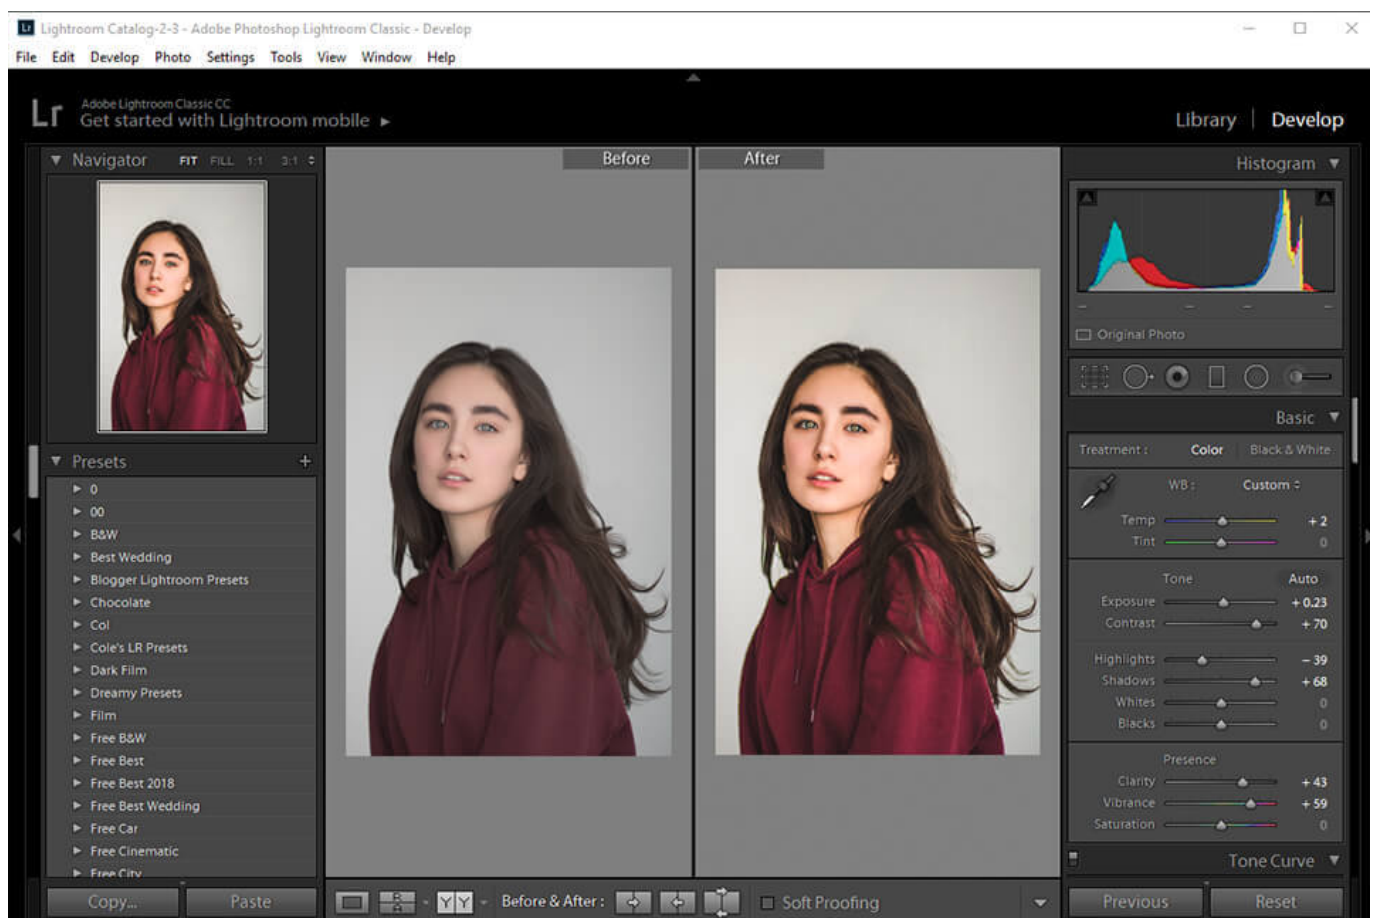 Lr Lightroom Catalog-2-3 - Adobe Photoshop Lightroom Classic - Develop
File Edit Develop Photo Settings Tools View Window Help
Lr
Adobe Lightroom Classic CC
Get started with Lightroom mobile ▸
Library | Develop
Navigator FIT FILL 1:1 3:1
Presets +
0
00
B&W
Best Wedding
Blogger Lightroom Presets
Chocolate
Col
Cole's LR Presets
Dark Film
Dreamy Presets
Film
Free B&W
Free Best
Free Best 2018
Free Best Wedding
Free Car
Free Cinematic
Free City
Copy... Paste
Before After
R A
Y Y
Before & After :
Soft Proofing
Histogram
Original Photo
Basic
Treatment : Color | Black & White
WB : Custom
Temp + 2
Tint 0
Tone Auto
Exposure + 0.23
Contrast + 70
Highlights - 39
Shadows + 68
Whites 0
Blacks 0
Presence
Clarity + 43
Vibrance + 59
Saturation 0
Tone Curve
Previous Reset